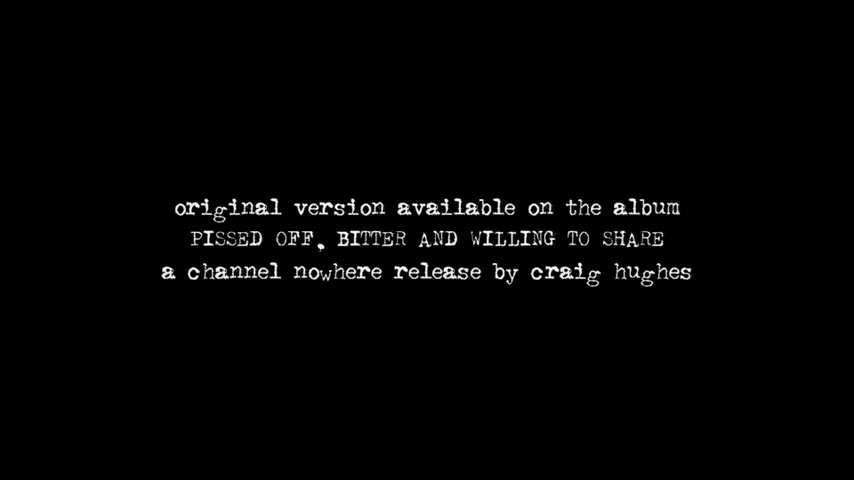 original version available on the album
PISSED OFF, BITTER AND WILLING TO SHARE
a channel nowhere release by craig hughes